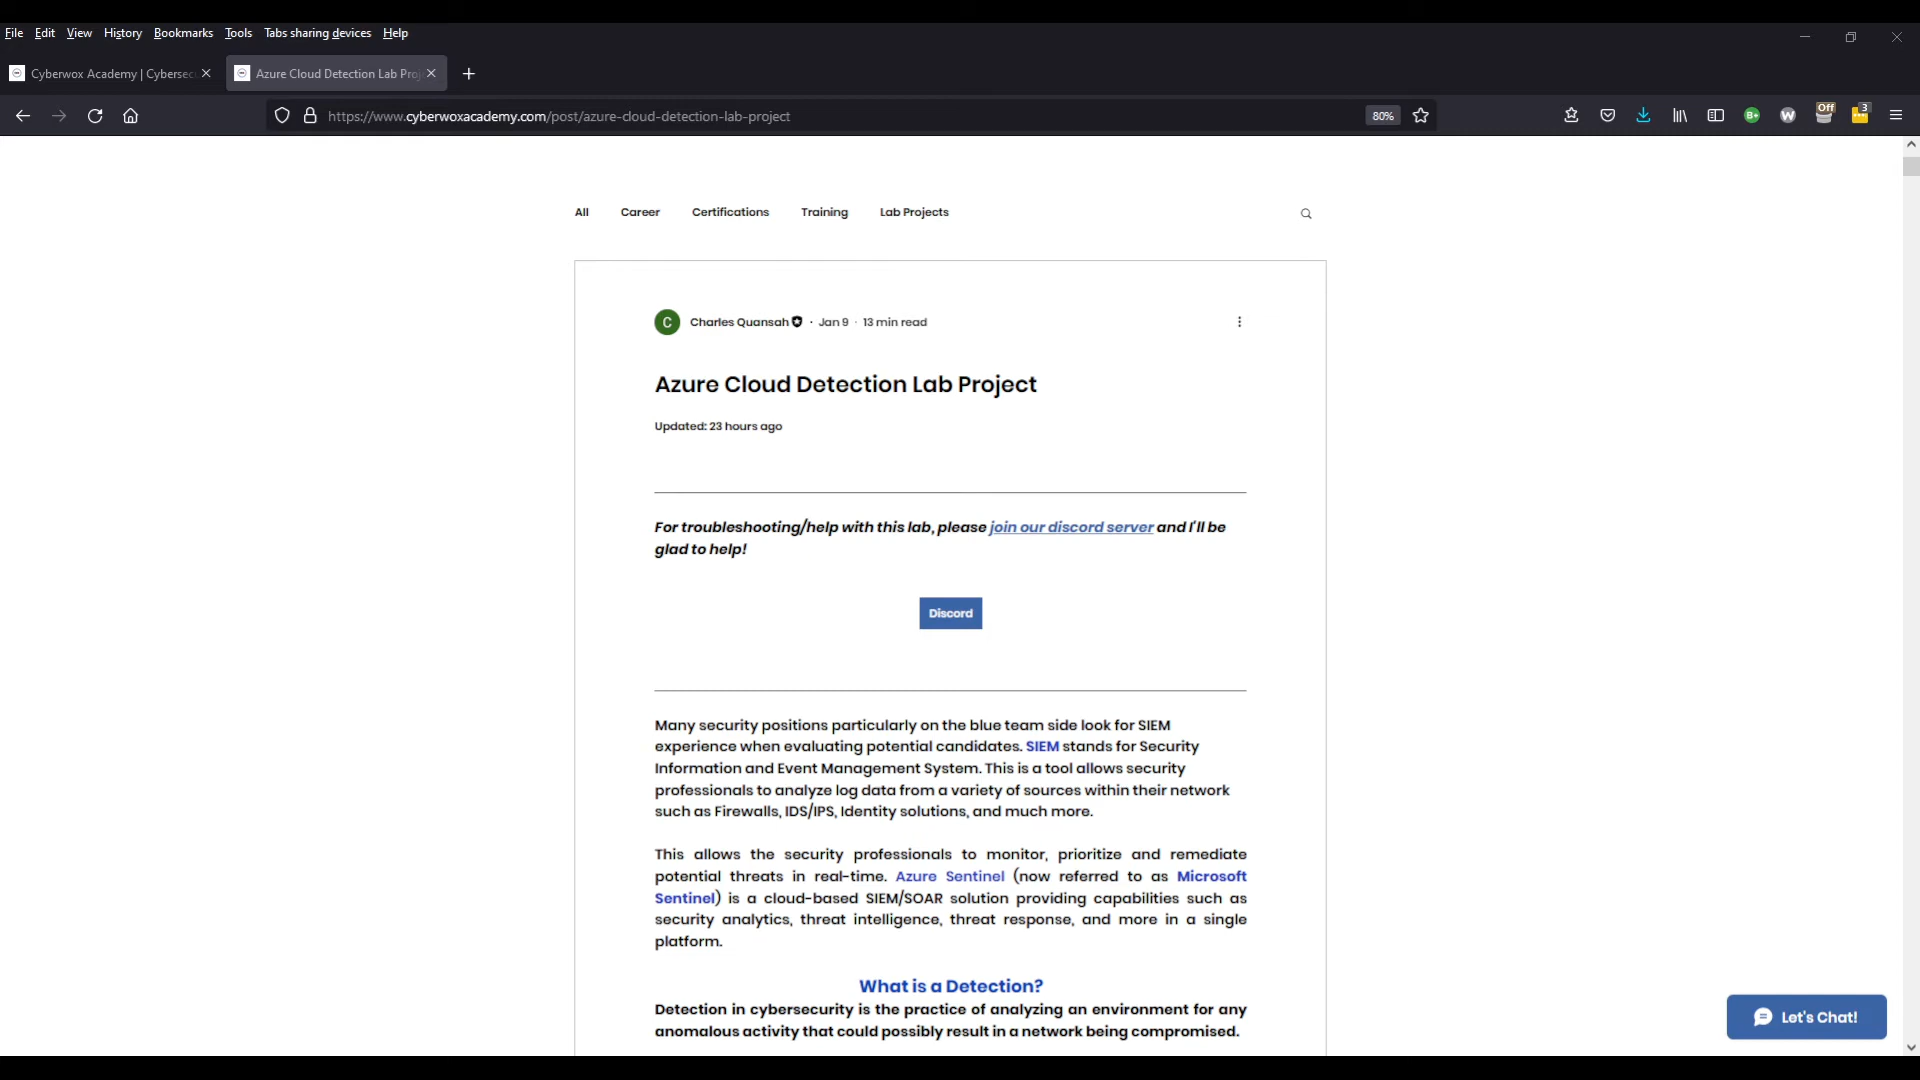 File Edit View History Bookmarks Tools Tabs sharing devices Help
Cyberwox Academy | Cybersec
Azure Cloud Detection Lab Pro
https://www.cyberwoxacademy.com/post/azure-cloud-detection-lab-project
80%
B+
W
Off
3
All Career Certifications Training Lab Projects
C Charles Quansah · Jan 9 · 13 min read
Azure Cloud Detection Lab Project
Updated: 23 hours ago
For troubleshooting/help with this lab, please join our discord server and I'll be
glad to help!
Discord
Many security positions particularly on the blue team side look for SIEM
experience when evaluating potential candidates. SIEM stands for Security
Information and Event Management System. This is a tool allows security
professionals to analyze log data from a variety of sources within their network
such as Firewalls, IDS/IPS, Identity solutions, and much more.
This allows the security professionals to monitor, prioritize and remediate
potential threats in real-time. Azure Sentinel (now referred to as Microsoft
Sentinel) is a cloud-based SIEM/SOAR solution providing capabilities such as
security analytics, threat intelligence, threat response, and more in a single
platform.
What is a Detection?
Detection in cybersecurity is the practice of analyzing an environment for any
anomalous activity that could possibly result in a network being compromised.
Let's Chat!